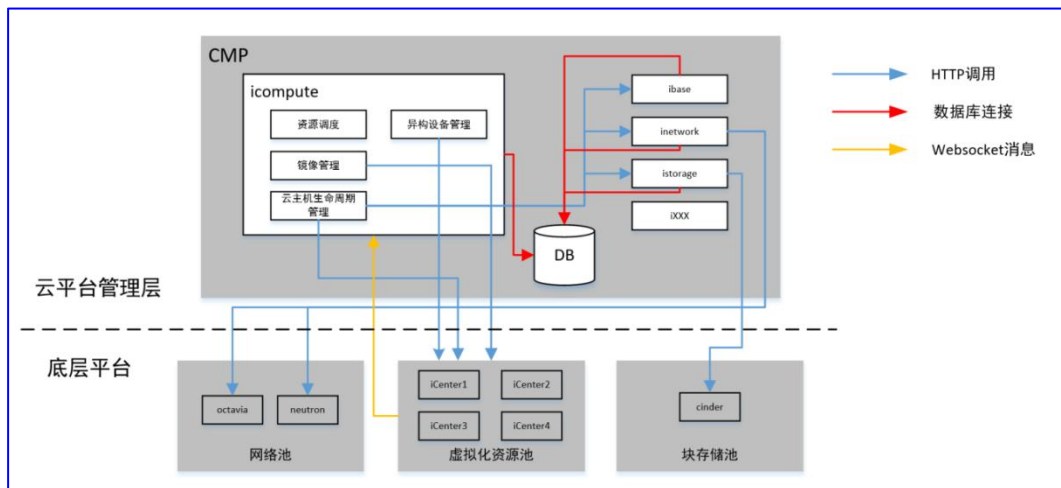 CMP
icompute
资源调度
异构设备管理
镜像管理
云主机生命周期
管理
ibase
inetwork
istorage
iXXX
DB
HTTP调用
数据库连接
Websocket消息
云平台管理层
底层平台
octavia
neutron
网络池
iCenter1
iCenter2
iCenter3
iCenter4
虚拟化资源池
cinder
块存储池